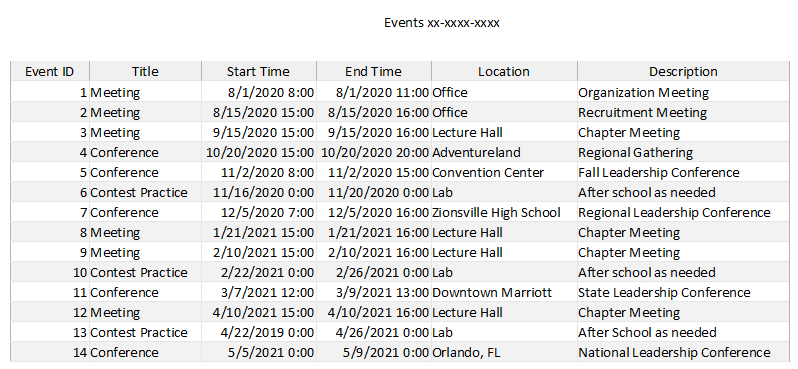 Events xx-xxxx-xxxx
Event ID Title Start Time End Time Location Description
1 Meeting 8/1/2020 8:00 8/1/2020 11:00 Office Organization Meeting
2 Meeting 8/15/2020 15:00 8/15/2020 16:00 Office Recruitment Meeting
3 Meeting 9/15/2020 15:00 9/15/2020 16:00 Lecture Hall Chapter Meeting
4 Conference 10/20/2020 15:00 10/20/2020 20:00 Adventureland Regional Gathering
5 Conference 11/2/2020 8:00 11/2/2020 15:00 Convention Center Fall Leadership Conference
6 Contest Practice 11/16/2020 0:00 11/20/2020 0:00 Lab After school as needed
7 Conference 12/5/2020 7:00 12/5/2020 16:00 Zionsville High School Regional Leadership Conference
8 Meeting 1/21/2021 15:00 1/21/2021 16:00 Lecture Hall Chapter Meeting
9 Meeting 2/10/2021 15:00 2/10/2021 16:00 Lecture Hall Chapter Meeting
10 Contest Practice 2/22/2021 0:00 2/26/2021 0:00 Lab After school as needed
11 Conference 3/7/2021 12:00 3/9/2021 13:00 Downtown Marriott State Leadership Conference
12 Meeting 4/10/2021 15:00 4/10/2021 16:00 Lecture Hall Chapter Meeting
13 Contest Practice 4/22/2019 0:00 4/26/2021 0:00 Lab After School as needed
14 Conference 5/5/2021 0:00 5/9/2021 0:00 Orlando, FL National Leadership Conference